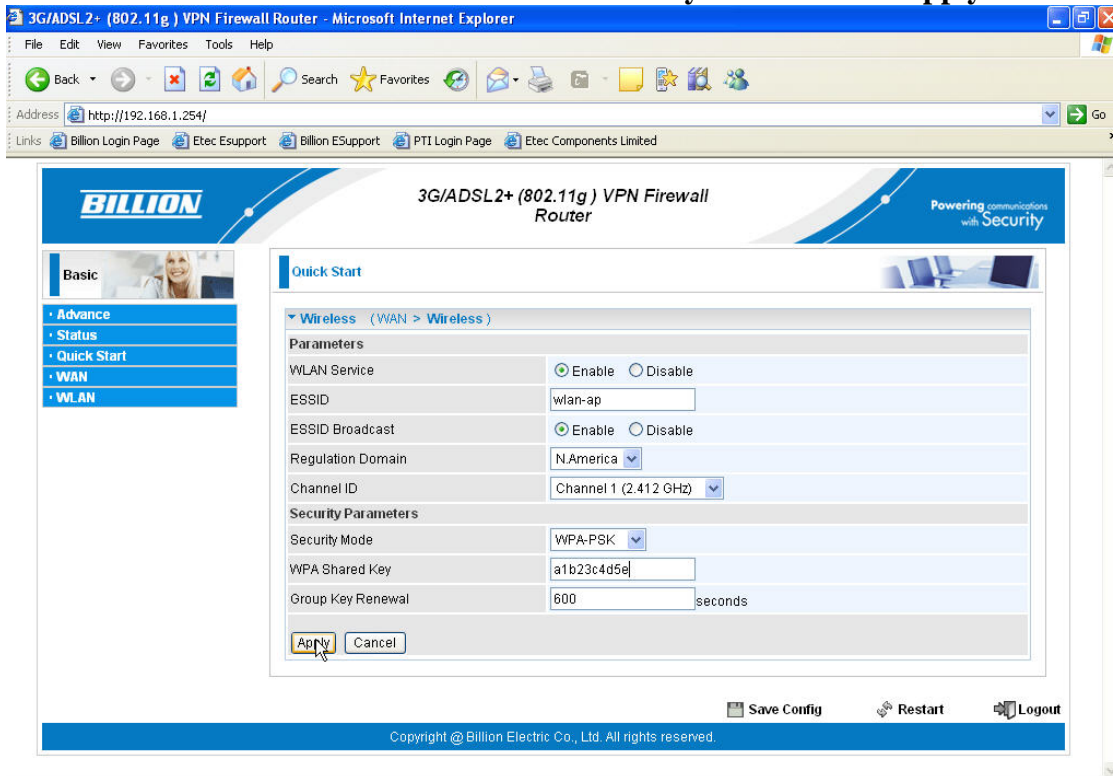 3G/ADSL2+ (802.11g ) VPN Firewall Router - Microsoft Internet Explorer
File Edit View Favorites Tools Help
Back Search Favorites
Address http://192.168.1.254/ Go
Links Billion Login Page Etec Esupport Billion ESupport PTI Login Page Etec Components Limited
BILLION
3G/ADSL2+ (802.11g ) VPN Firewall
Router
Powering communications
with Security
Basic
Advance
Status
Quick Start
WAN
WLAN
Quick Start
Wireless (WAN > Wireless )
Parameters
WLAN Service Enable Disable
ESSID wlan-ap
ESSID Broadcast Enable Disable
Regulation Domain N.America
Channel ID Channel 1 (2.412 GHz)
Security Parameters
Security Mode WPA-PSK
WPA Shared Key a1b23c4d5e
Group Key Renewal 600 seconds
Apply Cancel
Save Config Restart Logout
Copyright @ Billion Electric Co., Ltd. All rights reserved.